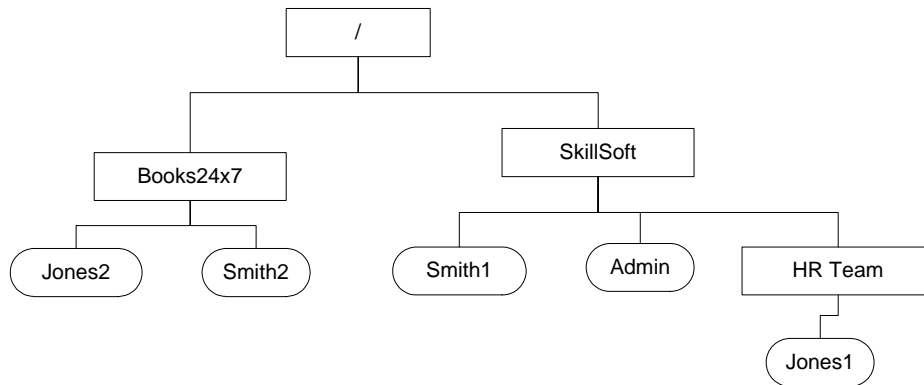 /
SkillSoft
Books24x7
Jones2
Smith2
Smith1
Admin
HR Team
Jones1